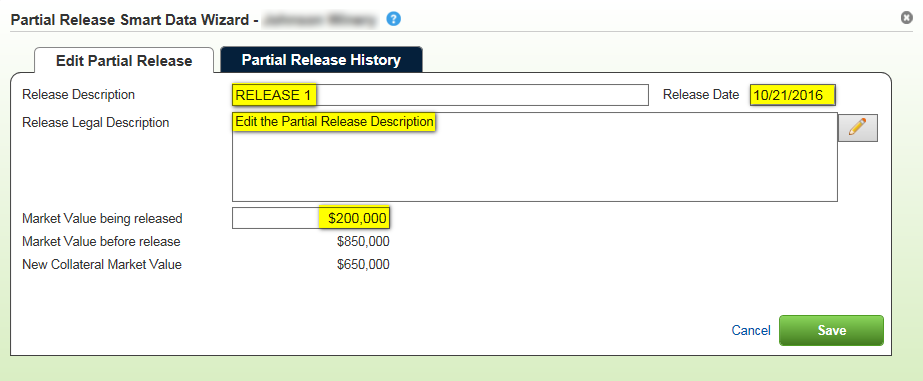 Partial Release Smart Data Wizard -
Edit Partial Release
Partial Release History
Release Description RELEASE 1 Release Date 10/21/2016
Release Legal Description Edit the Partial Release Description
Market Value being released $200,000
Market Value before release $850,000
New Collateral Market Value $650,000
Cancel Save